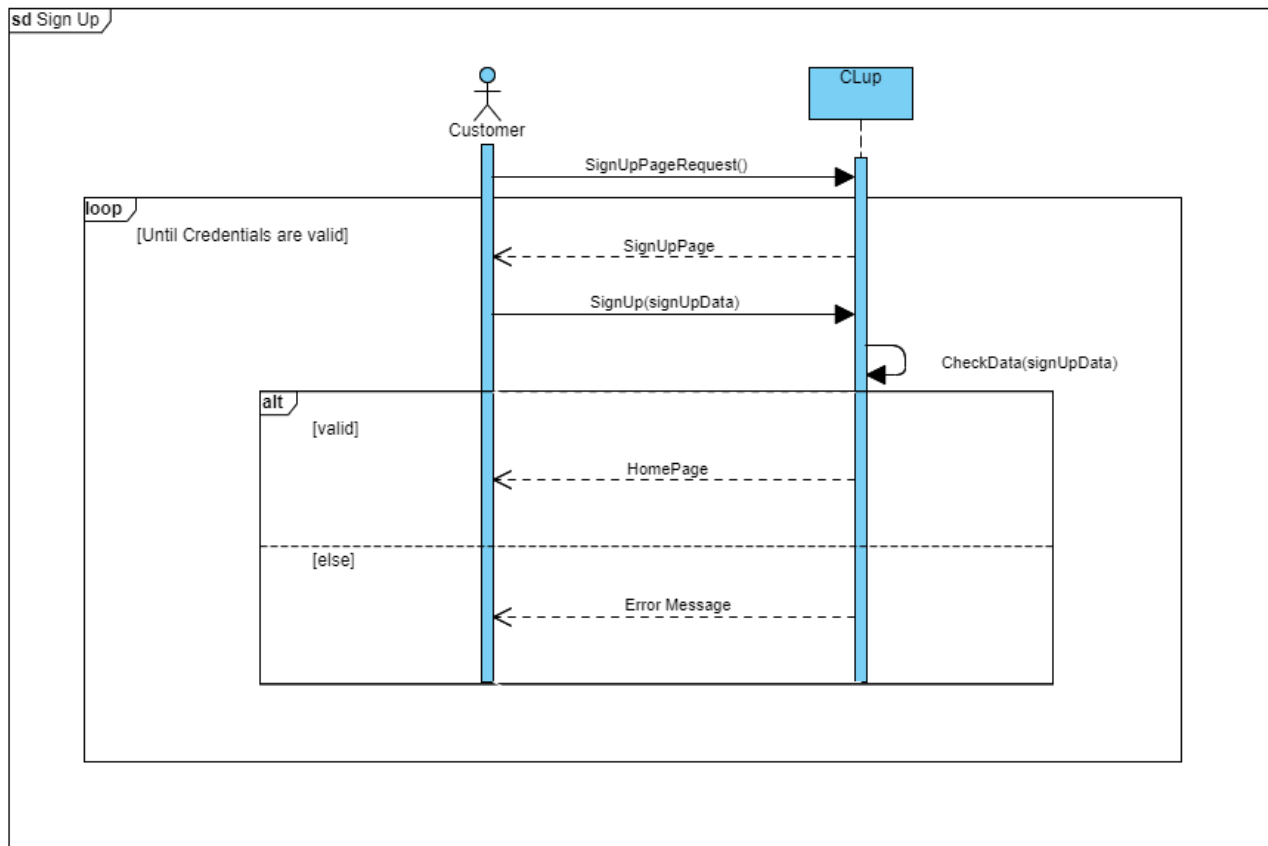 sd Sign Up
CLup
Customer
SignUpPageRequest()
loop
[Until Credentials are valid]
SignUpPage
SignUp(signUpData)
CheckData(signUpData)
alt
[valid]
HomePage
[else]
Error Message